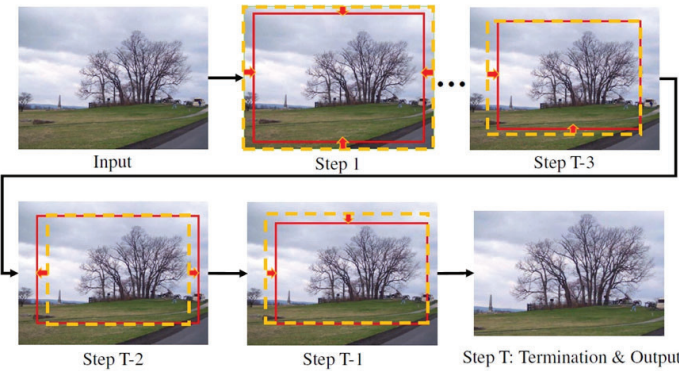 Input
Step 1
Step T-3
Step T-2
Step T-1
Step T: Termination & Output